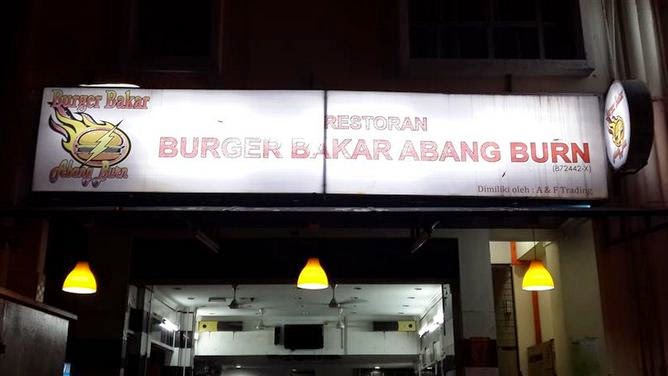 Burger Bakar
Abang Burn
RESTORAN
BURGER BAKAR ABANG BURN
(872442-X)
Dimiliki oleh : A & F Trading